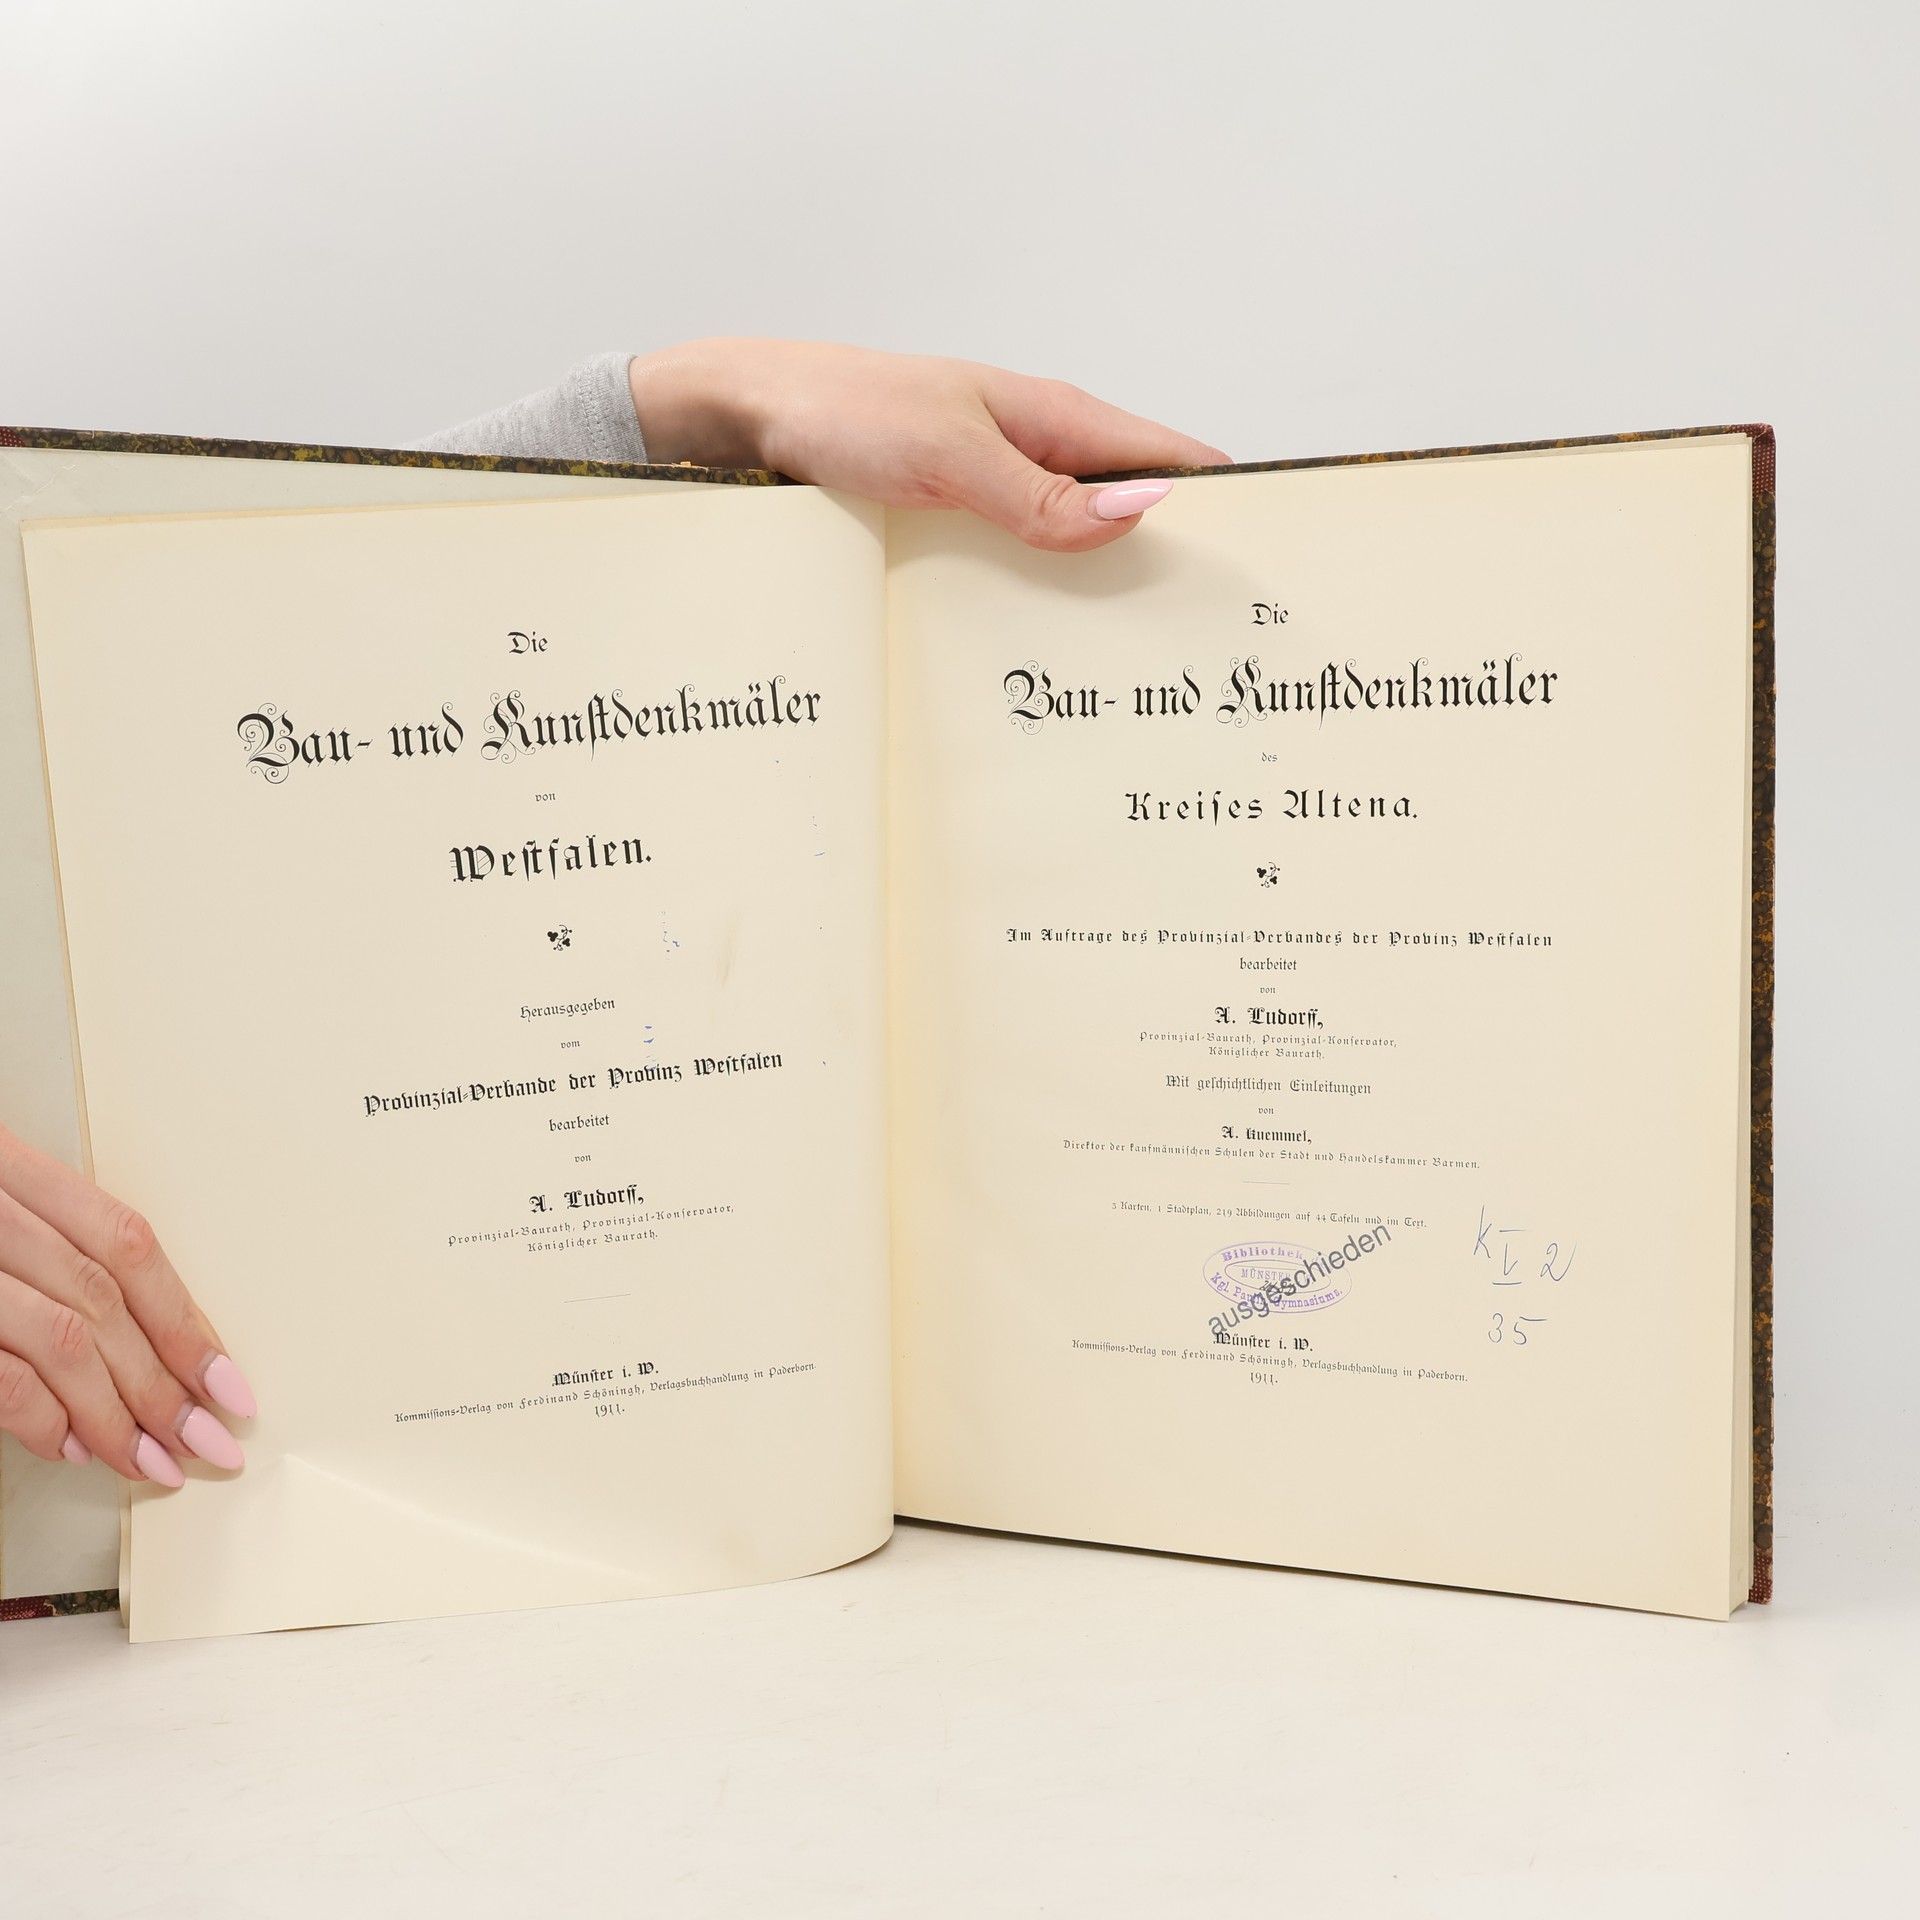 Die
Bau- und Kunſtdenkmäler
von
Weſtfalen.
Herausgegeben
vom
Provinzial-Verbande der Provinz Weſtfalen
bearbeitet
von
A. Ludorff,
Provinzial-Baurath, Provinzial-Konſervator,
Königlicher Baurath.
Münſter i. W.
Kommiſſions-Verlag von Ferdinand Schöningh, Verlagsbuchhandlung in Paderborn
1911.
Die
Bau- und Kunſtdenkmäler
des
Kreiſes Altena.
Im Auftrage des Provinzial-Verbandes der Provinz Weſtfalen
bearbeitet
von
A. Ludorff,
Provinzial-Baurath, Provinzial-Konſervator,
Königlicher Baurath.
Mit geſchichtlichen Einleitungen
von
A. Kuemmel,
Direktor der kaufmänniſchen Schulen der Stadt und Handelskammer Barmen.
3 Karten, 1 Stadtplan, 219 Abbildungen auf 44 Tafeln und im Text.
Bibliothek
MÜNSTER
Kgl. Gymnasiums.
ausgeschieden
K V 2
35
Münſter i. W.
Kommiſſions-Verlag von Ferdinand Schöningh, Verlagsbuchhandlung in Paderborn.
1911.